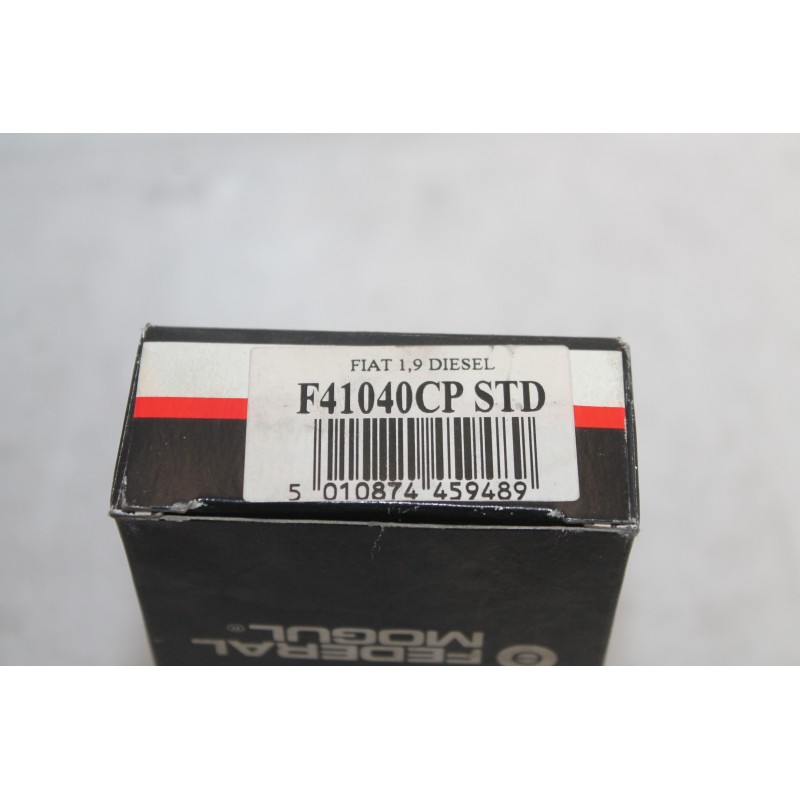 FIAT 1,9 DIESEL
F41040CP STD
5 010874 459489
FEDERAL
MOGUL®